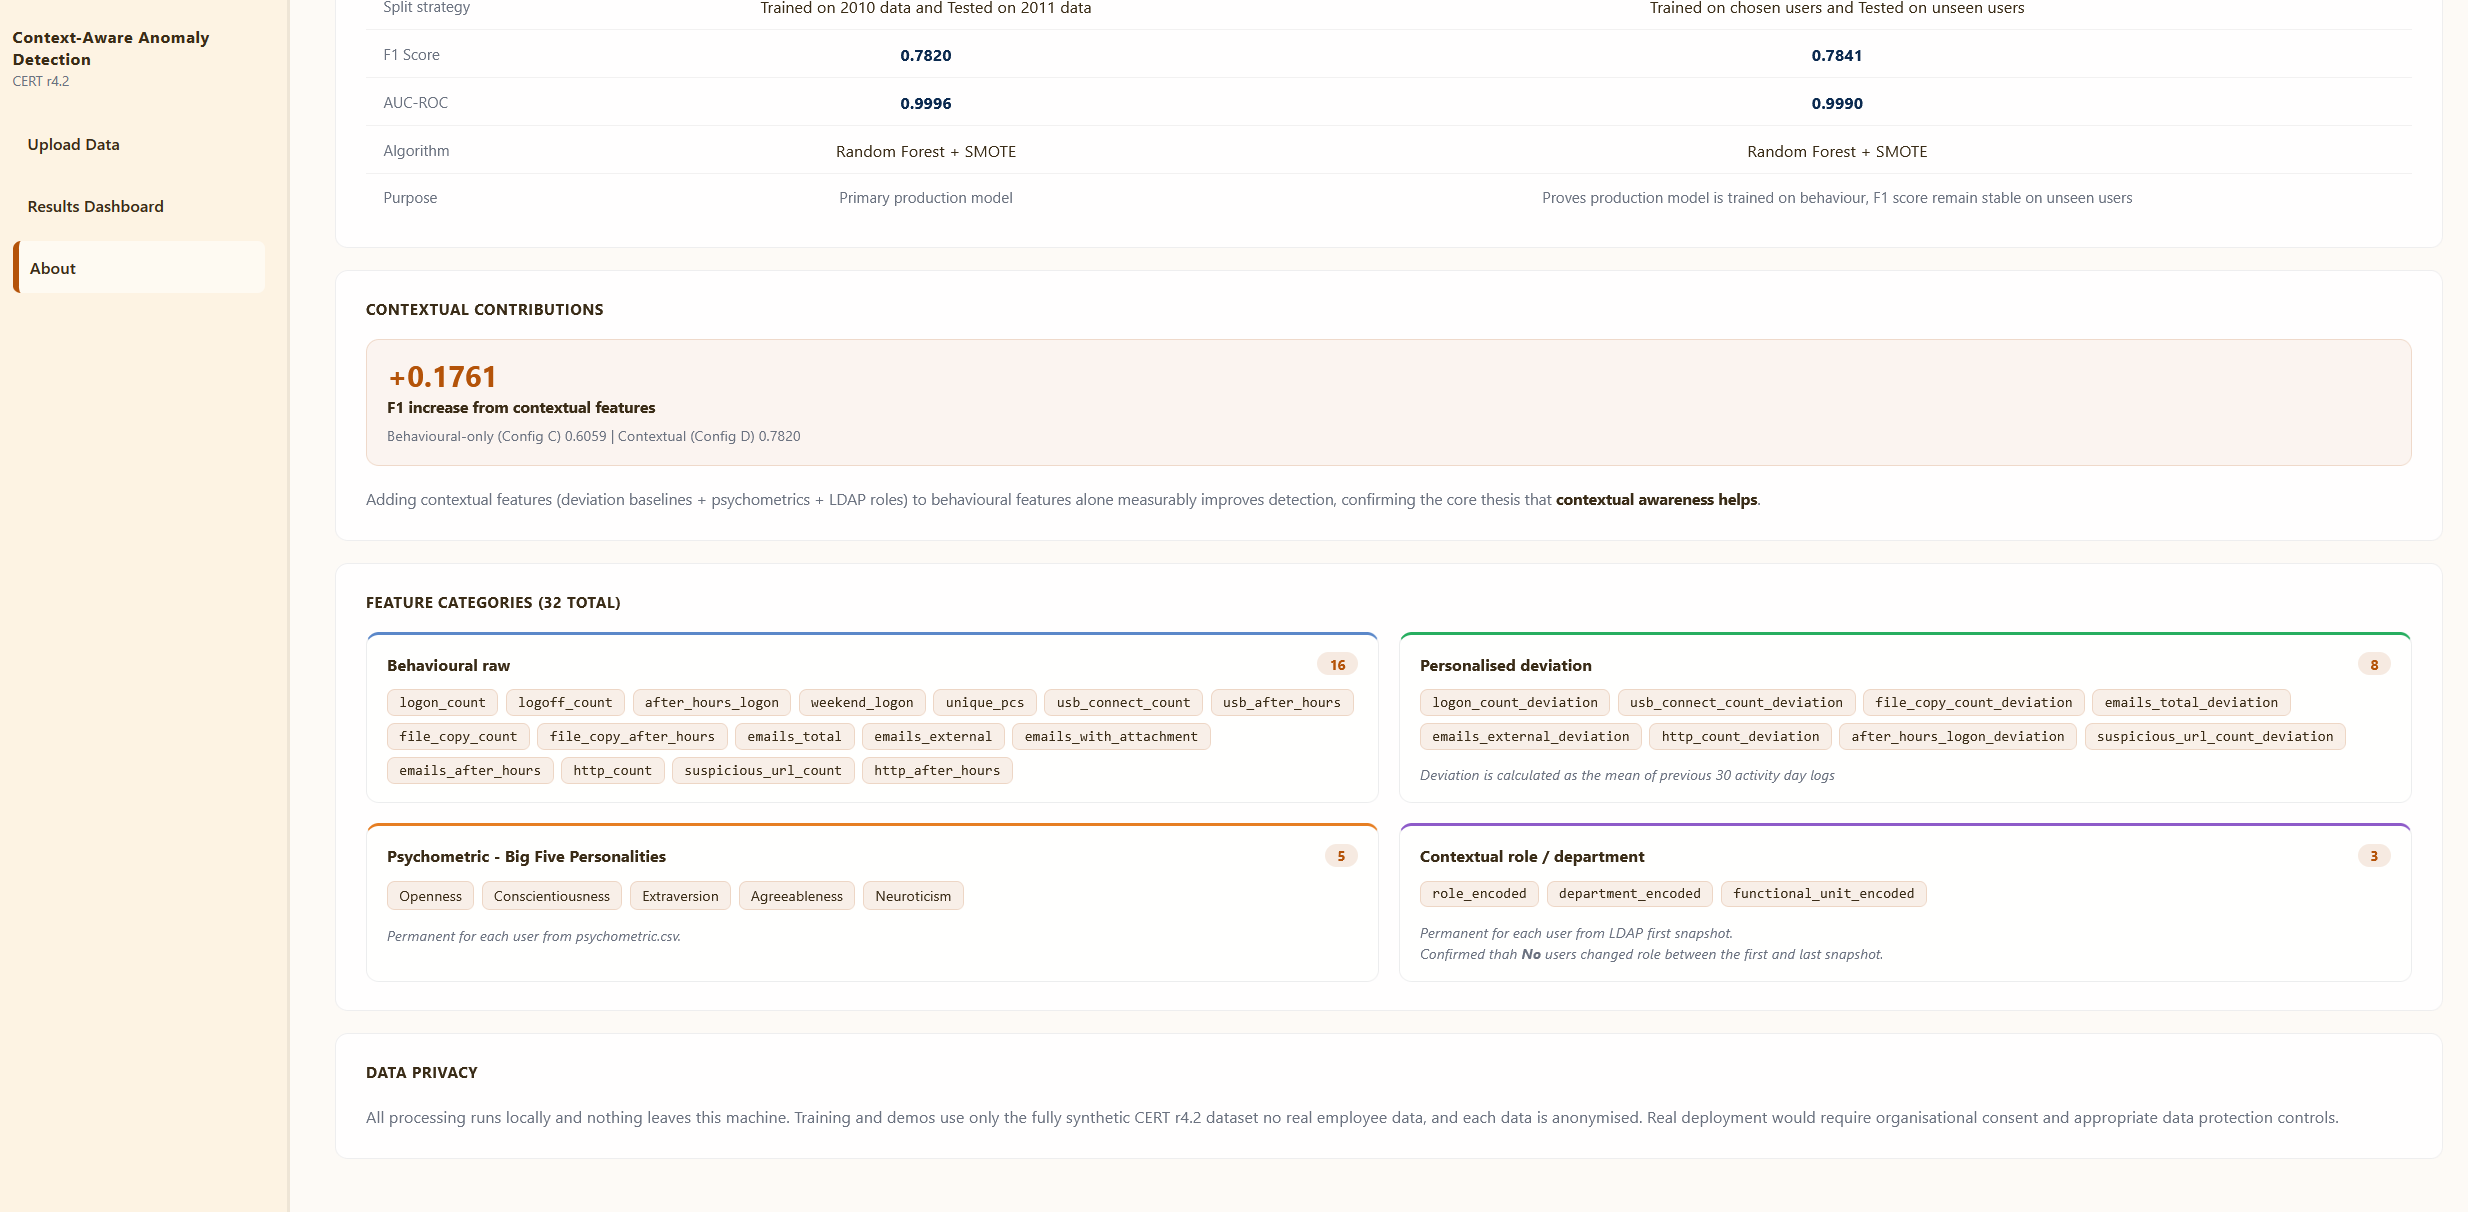 Context-Aware Anomaly
Detection
CERT r4.2
Upload Data
Results Dashboard
About
Split strategy Trained on 2010 data and Tested on 2011 data Trained on chosen users and Tested on unseen users
F1 Score 0.7820 0.7841
AUC-ROC 0.9996 0.9990
Algorithm Random Forest + SMOTE Random Forest + SMOTE
Purpose Primary production model Proves production model is trained on behaviour, F1 score remain stable on unseen users
CONTEXTUAL CONTRIBUTIONS
+0.1761
F1 increase from contextual features
Behavioural-only (Config C) 0.6059 | Contextual (Config D) 0.7820
Adding contextual features (deviation baselines + psychometrics + LDAP roles) to behavioural features alone measurably improves detection, confirming the core thesis that contextual awareness helps.
FEATURE CATEGORIES (32 TOTAL)
Behavioural raw 16
logon_count logoff_count after_hours_logon weekend_logon unique_pcs usb_connect_count usb_after_hours
file_copy_count file_copy_after_hours emails_total emails_external emails_with_attachment
emails_after_hours http_count suspicious_url_count http_after_hours
Personalised deviation 8
logon_count_deviation usb_connect_count_deviation file_copy_count_deviation emails_total_deviation
emails_external_deviation http_count_deviation after_hours_logon_deviation suspicious_url_count_deviation
Deviation is calculated as the mean of previous 30 activity day logs
Psychometric - Big Five Personalities 5
Openness Conscientiousness Extraversion Agreeableness Neuroticism
Permanent for each user from psychometric.csv.
Contextual role / department 3
role_encoded department_encoded functional_unit_encoded
Permanent for each user from LDAP first snapshot.
Confirmed thah No users changed role between the first and last snapshot.
DATA PRIVACY
All processing runs locally and nothing leaves this machine. Training and demos use only the fully synthetic CERT r4.2 dataset no real employee data, and each data is anonymised. Real deployment would require organisational consent and appropriate data protection controls.